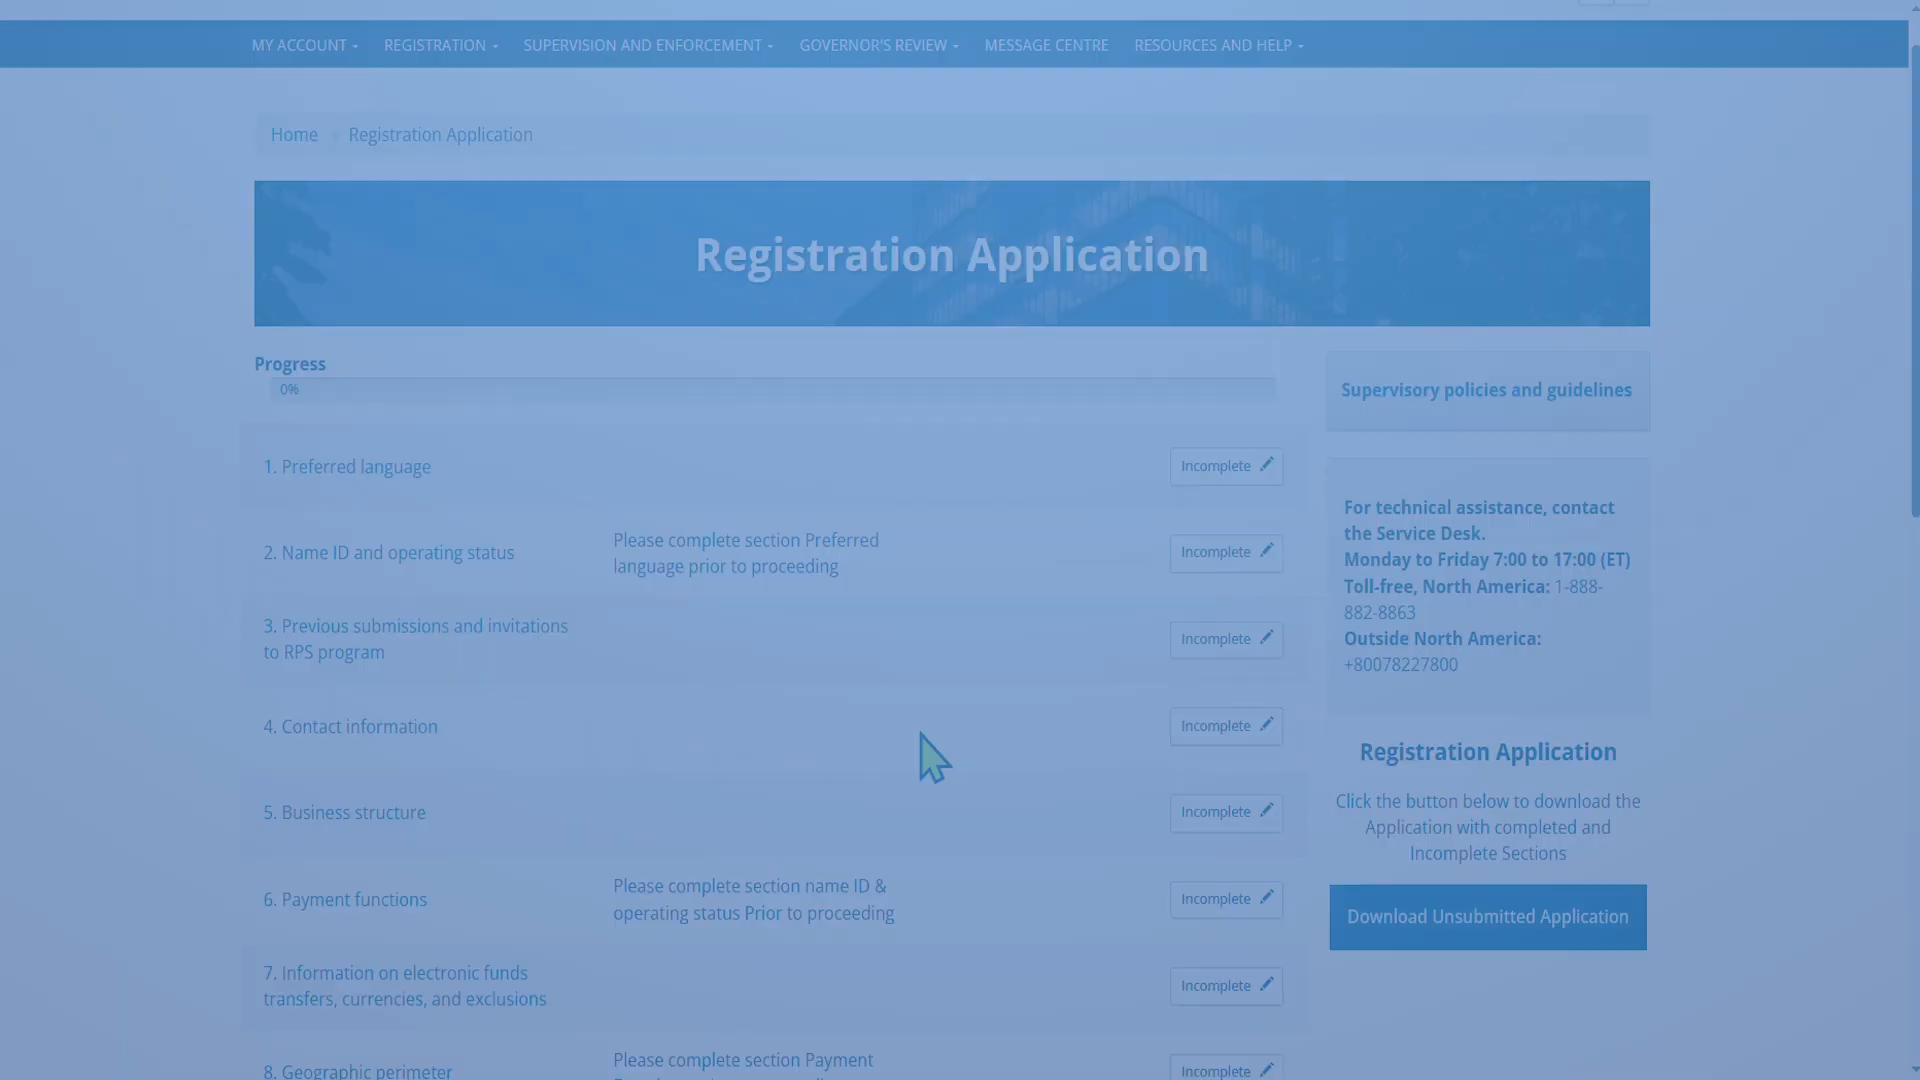 MY ACCOUNT REGISTRATION SUPERVISION AND ENFORCEMENT GOVERNOR'S REVIEW MESSAGE CENTRE RESOURCES AND HELP
Home Registration Application
Registration Application
Progress
0%
1. Preferred language
Incomplete
2. Name ID and operating status
Please complete section Preferred
language prior to proceeding
Incomplete
3. Previous submissions and invitations
to RPS program
Incomplete
4. Contact information
Incomplete
5. Business structure
Incomplete
6. Payment functions
Please complete section name ID &
operating status Prior to proceeding
Incomplete
7. Information on electronic funds
transfers, currencies, and exclusions
Incomplete
8. Geographic perimeter
Please complete section Payment
Incomplete
Supervisory policies and guidelines
For technical assistance, contact
the Service Desk.
Monday to Friday 7:00 to 17:00 (ET)
Toll-free, North America: 1-888-
882-8863
Outside North America:
+80078227800
Registration Application
Click the button below to download the
Application with completed and
Incomplete Sections
Download Unsubmitted Application